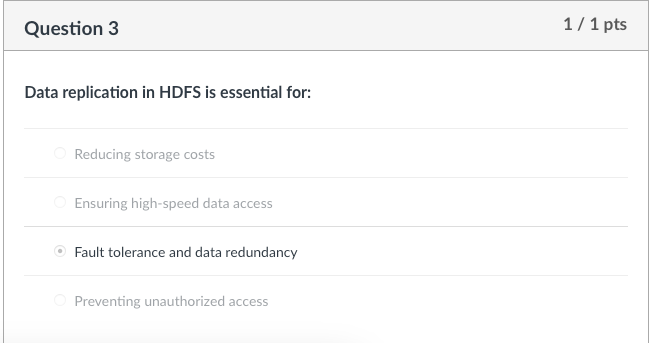 Question 3
1 / 1 pts
Data replication in HDFS is essential for:
Reducing storage costs
Ensuring high-speed data access
Fault tolerance and data redundancy
Preventing unauthorized access